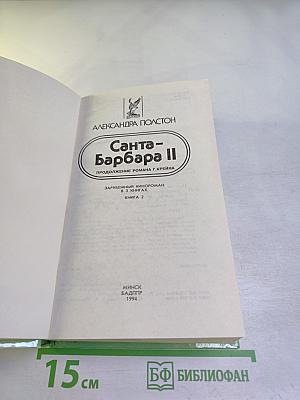 АЛЕКСАНДРА ПОЛСТОН
Санта-
Барбара II
ПРОДОЛЖЕНИЕ РОМАНА Г. КРЕЙНА
ЗАРУБЕЖНЫЙ КИНОРОМАН
В 3 КНИГАХ
КНИГА 2
МИНСК
БАДППР
1994
15 см
БФ БИБЛИОФАН